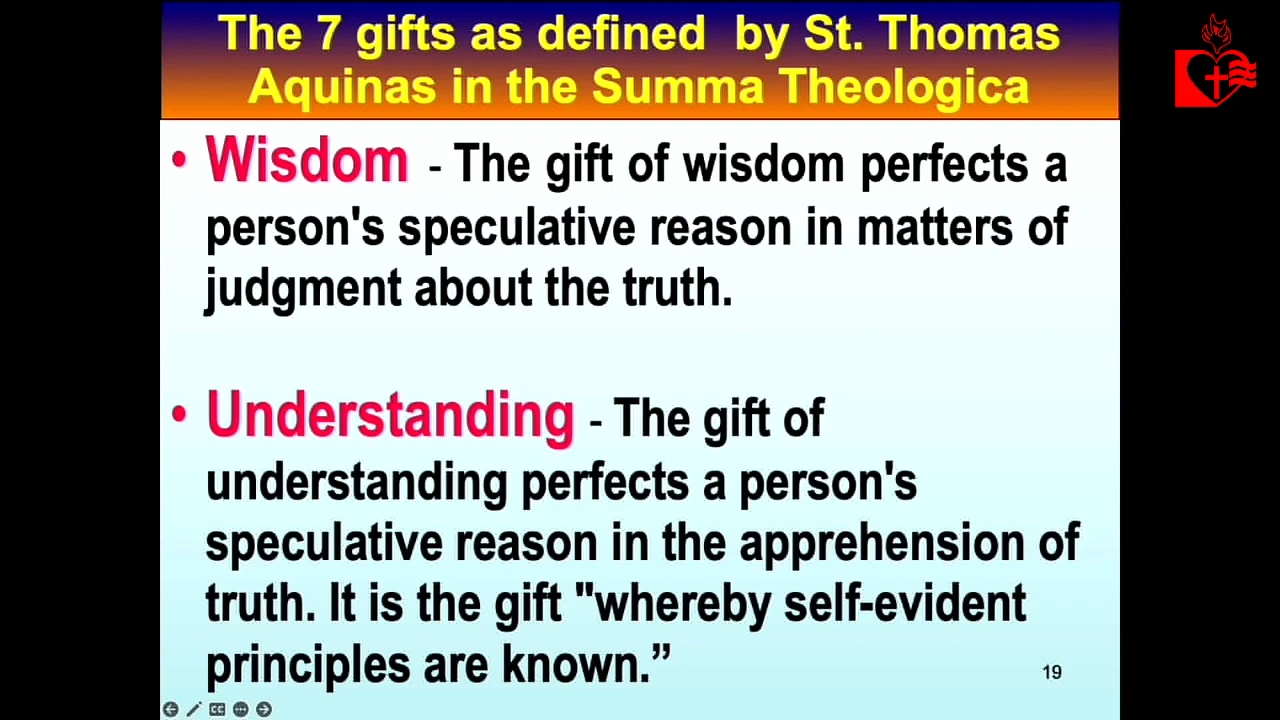 The 7 gifts as defined by St. Thomas
Aquinas in the Summa Theologica
• Wisdom - The gift of wisdom perfects a
person's speculative reason in matters of
judgment about the truth.
• Understanding - The gift of
understanding perfects a person's
speculative reason in the apprehension of
truth. It is the gift "whereby self-evident
principles are known.”
19
CC